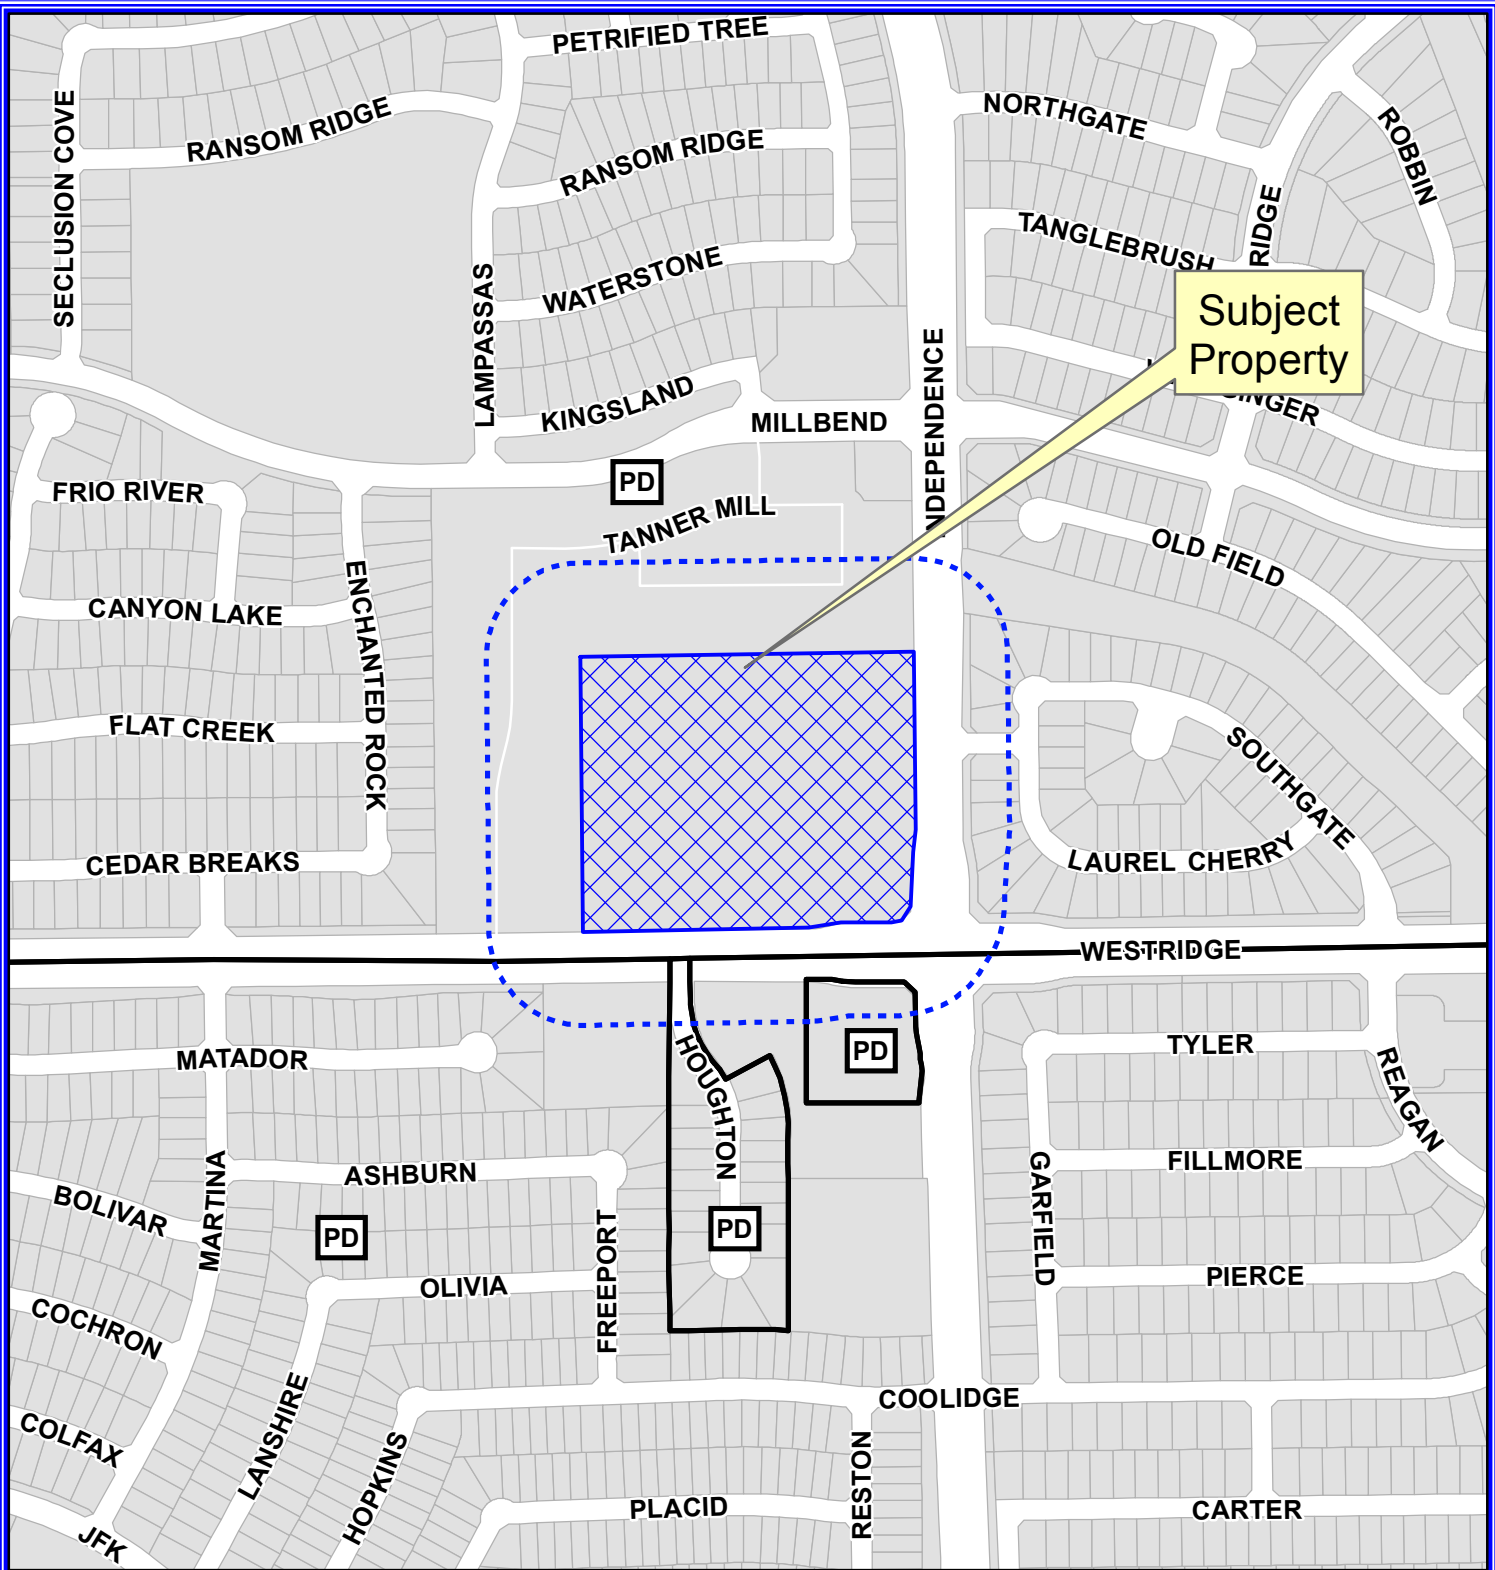 PETRIFIED TREE
NORTHGATE
ROBBIN
SECLUSION COVE
RANSOM RIDGE
RANSOM RIDGE
RIDGE
TANGLEBRUSH
WATERSTONE
LAMPASSAS
Subject
Property
INDEPENDENCE
KINGSLAND
MILLBEND
FRIO RIVER
PD
TANNER MILL
OLD FIELD
CANYON LAKE
ENCHANTED ROCK
FLAT CREEK
SOUTHGATE
CEDAR BREAKS
LAUREL CHERRY
WESTRIDGE
MATADOR
HOUGHTON
PD
TYLER
REAGAN
MARTINA
ASHBURN
FILLMORE
GARFIELD
BOLIVAR
PD
PD
FREEPORT
OLIVIA
PIERCE
COCHRON
LANSHIRE
COOLIDGE
COLFAX
HOPKINS
RESTON
PLACID
CARTER
JFK